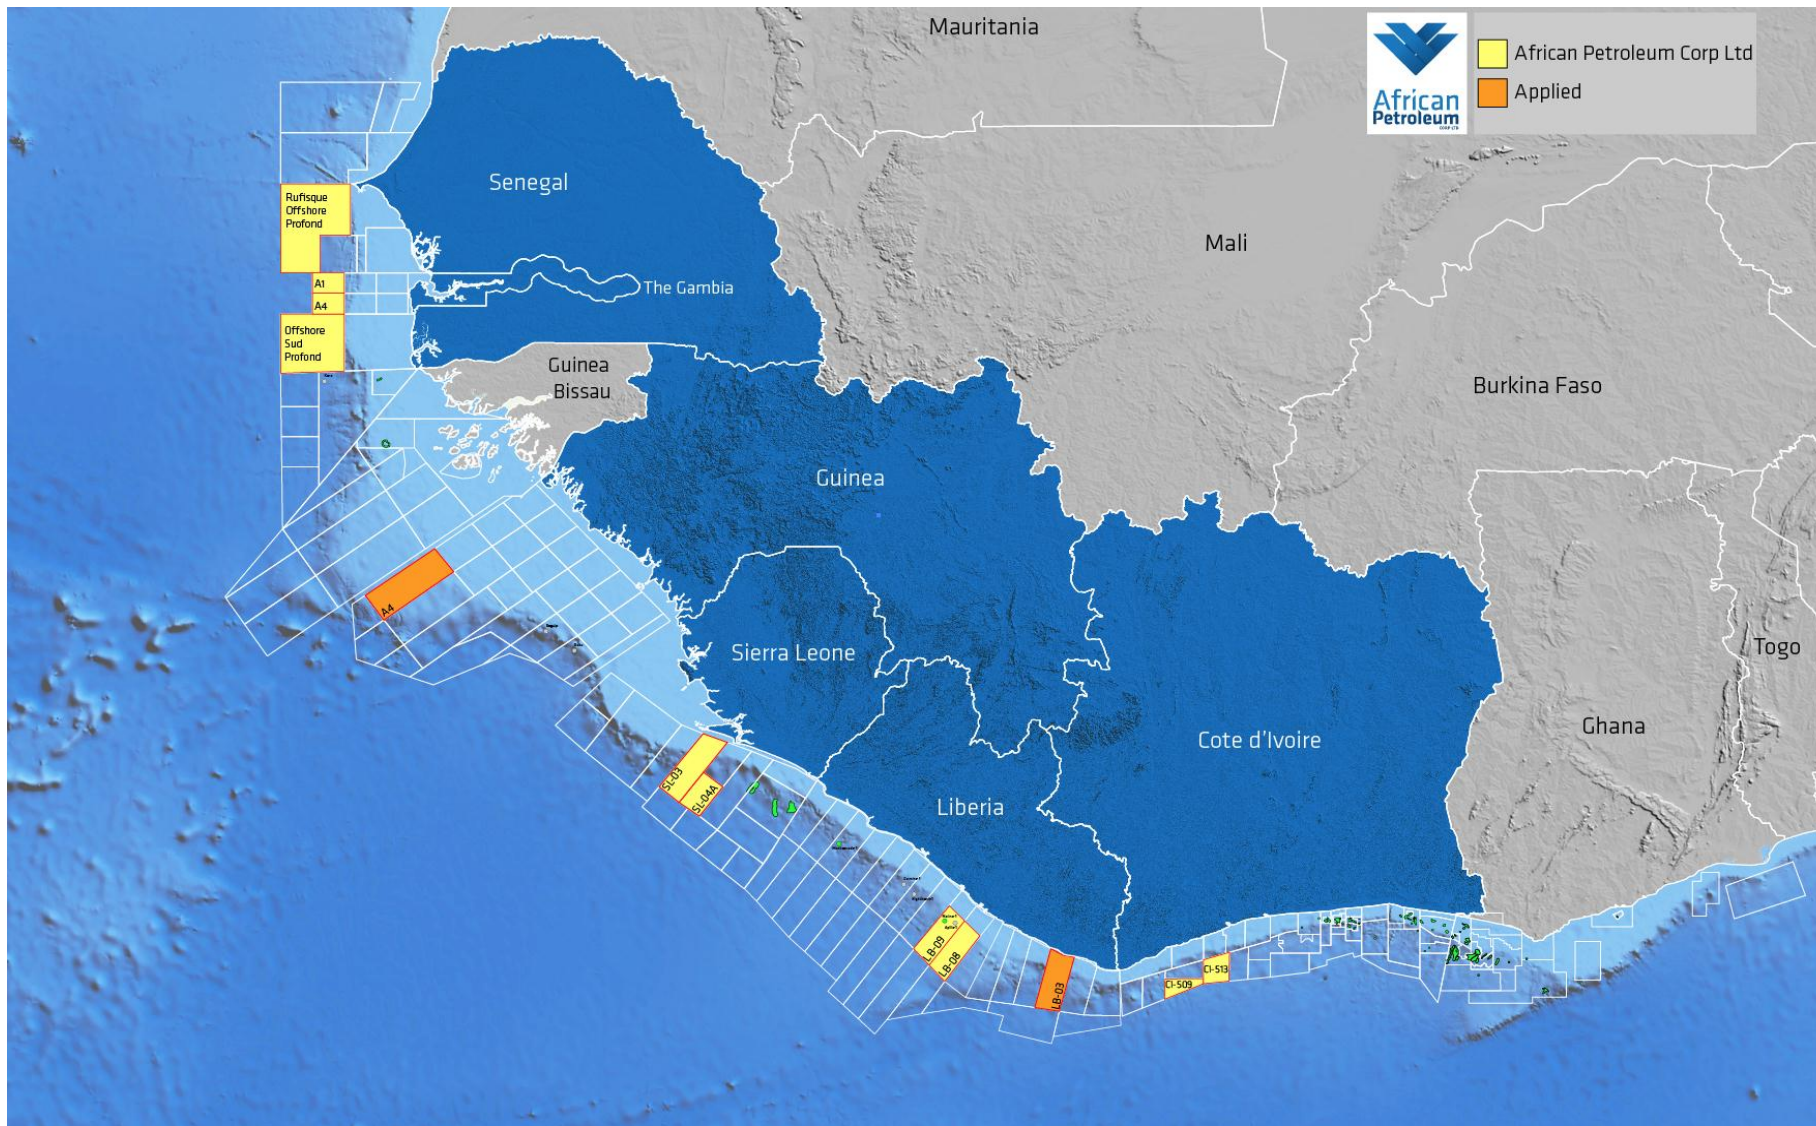 Mauritania
African Petroleum Corp Ltd
Applied
African
Petroleum
CORP LTD
Senegal
Rufisque
Offshore
Profond
Mali
A1
The Gambia
A4
Offshore
Sud
Profond
Guinea
Bissau
Burkina Faso
Guinea
A4
Sierra Leone
Togo
Ghana
Cote d'Ivoire
SL-03
SL-04A
Liberia
LB-09
LB-08
LB-03
CI-513
CI-509